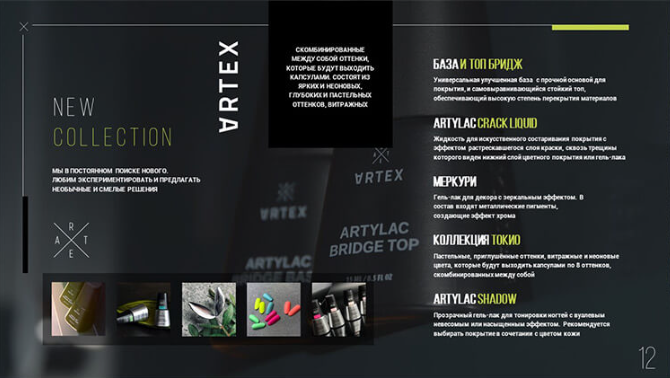 NEW
COLLECTION
МЫ В ПОСТОЯННОМ ПОИСКЕ НОВОГО.
ЛЮБИМ ЭКСПЕРИМЕНТИРОВАТЬ И ПРЕДЛАГАТЬ
НЕОБЫЧНЫЕ И СМЕЛЫЕ РЕШЕНИЯ
A R T E X
ARTEX
СКОМБИНИРОВАННЫЕ
МЕЖДУ СОБОЙ ОТТЕНКИ,
КОТОРЫЕ БУДУТ ВЫХОДИТЬ
КАПСУЛАМИ. СОСТОЯТ ИЗ
ЯРКИХ И НЕОНОВЫХ,
ГЛУБОКИХ И ПАСТЕЛЬНЫХ
ОТТЕНКОВ, ВИТРАЖНЫХ
ARTEX
ARTYLAC
BRIDGE BAS
ARTEX
ARTYLAC
BRIDGE TOP
БАЗА И ТОП БРИДЖ
Универсальная улучшенная база с прочной основой для
покрытия, и самовыравнивающийся стойкий топ,
обеспечивающий высокую степень перекрытия материалов
ARTYLAC CRACK LIQUID
Жидкость для искусственного состаривания покрытия с
эффектом растрескавшегося слоя краски, сквозь трещины
которого виден нижний слой цветного покрытия или гель-лака
МЕРКУРИ
Гель-лак для декора с зеркальным эффектом. В
состав входят металлические пигменты,
создающие эффект хрома
КОЛЛЕКЦИЯ ТОКИО
Пастельные, приглушённые оттенки, витражные и неоновые
цвета, которые будут выходить капсулами по 8 оттенков,
скомбинированных между собой
ARTYLAC SHADOW
Прозрачный гель-лак для тонировки ногтей с вуалевым
невесомым или насыщенным эффектом. Рекомендуется
выбирать покрытие в сочетании с цветом кожи
12